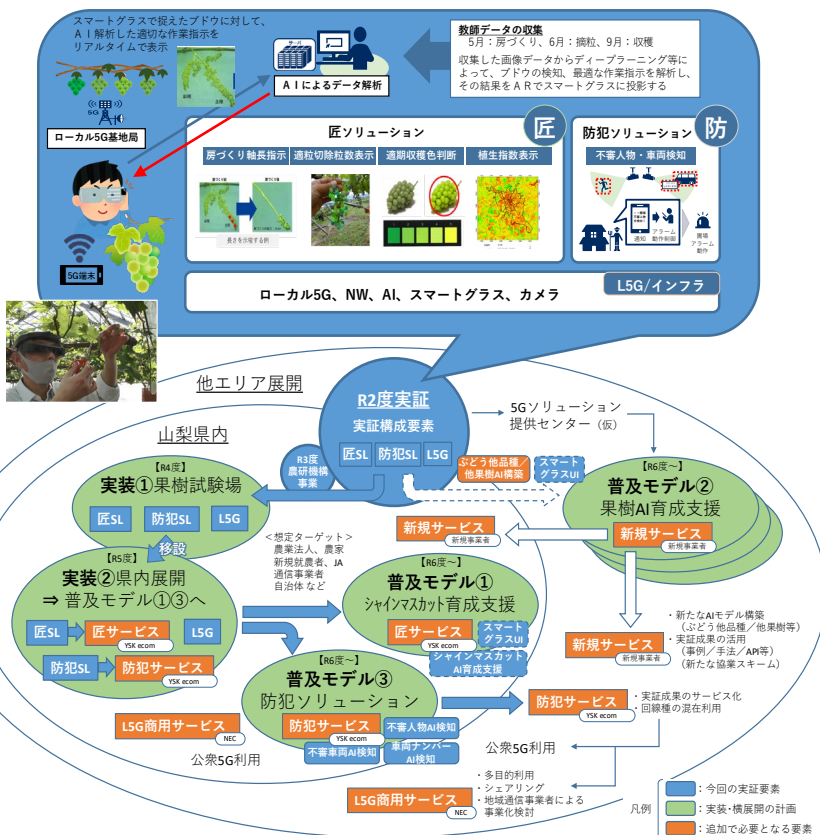 スマートグラスで捉えたブドウに対して、
ＡＩ解析した適切な作業指示を
リアルタイムで表示
サーバ
ＡＩによるデータ解析
教師データの収集
5月：房づくり、6月：摘粒、9月：収穫
収集した画像データからディープラーニング等に
よって、ブドウの検知、最適な作業指示を解析し、
その結果をＡＲでスマートグラスに投影する
5G
ローカル5G基地局
5G端末
匠ソリューション
匠
房づくり軸長指示
適粒切除粒数表示
適期収穫色判断
植生指数表示
長さを示唆する例
防犯ソリューション
防
不審人物・車両検知
通知
アラーム
動作制御
圃場
アラーム
動作
ローカル5G、NW、AI、スマートグラス、カメラ
L5G/インフラ
他エリア展開
山梨県内
R2度実証
実証構成要素
匠SL
防犯SL
L5G
R3度
農研機構
事業
5Gソリューション
提供センター（仮）
ぶどう他品種／
他果樹AI構築
スマート
グラスUI
【R4度】
実装①果樹試験場
匠SL
防犯SL
L5G
移設
【R5度】
実装②県内展開
⇒ 普及モデル①③へ
匠SL
匠サービス
YSK ecom
L5G
防犯SL
防犯サービス
YSK ecom
＜想定ターゲット＞
農業法人、農家
新規就農者、JA
通信事業者
自治体 など
【R6度～】
普及モデル①
シャインマスカット育成支援
匠サービス
YSK ecom
スマート
グラスUI
シャインマスカット
AI育成支援
【R6度～】
普及モデル②
果樹AI育成支援
新規サービス
新規事業者
新規サービス
新規事業者
新規サービス
新規事業者
・新たなAIモデル構築
（ぶどう他品種／他果樹等）
・実証成果の活用
（事例／手法／API等）
（新たな協業スキーム）
【R6度～】
普及モデル③
防犯ソリューション
防犯サービス
YSK ecom
不審人物AI検知
不審車両AI検知
車両ナンバー
AI検知
防犯サービス
YSK ecom
・実証成果のサービス化
・回線種の混在利用
L5G商用サービス
NEC
公衆5G利用
公衆5G利用
L5G商用サービス
NEC
・多目的利用
・シェアリング
・地域通信事業者による
事業化検討
凡例
：今回の実証要素
：実装・横展開の計画
：追加で必要となる要素